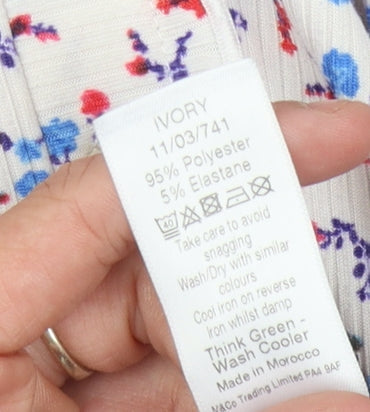 IVORY
11/03/741
95% Polyester
5% Elastane
40
Take care to avoid
snagging
Wash/Dry with similar
colours
Cool iron on reverse
Iron whilst damp
Think Green -
Wash Cooler
Made in Morocco
M&Co Trading Limited PA4 9AF